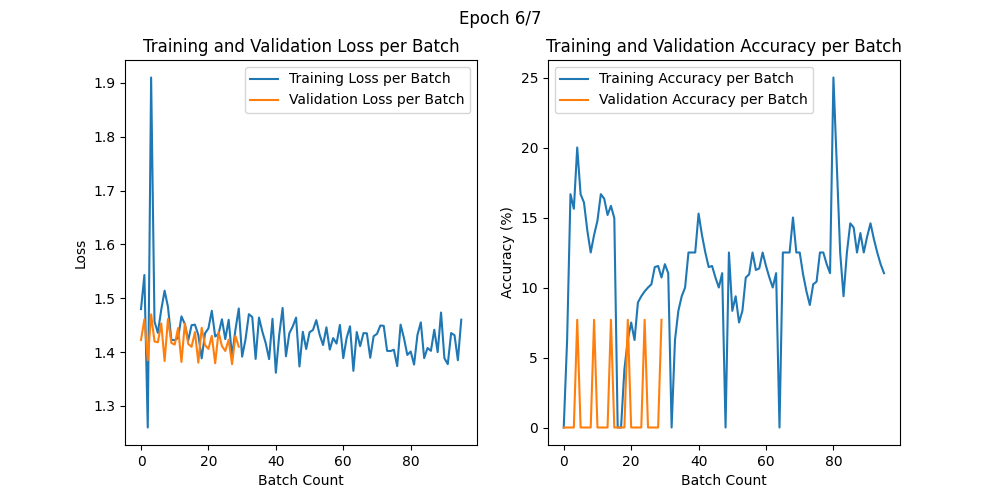 Epoch 6/7
Training and Validation Loss per Batch
Training Loss per Batch
Validation Loss per Batch
1.9
1.8
1.7
1.6
1.5
1.4
1.3
Loss
0
20
40
60
80
Batch Count
Training and Validation Accuracy per Batch
Training Accuracy per Batch
Validation Accuracy per Batch
25
20
15
10
5
0
Accuracy (%)
0
20
40
60
80
Batch Count